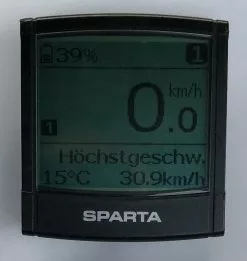 39% 1
km/h
0.0
1
Höchstgeschw.
15°C 30.9km/h
SPARTA